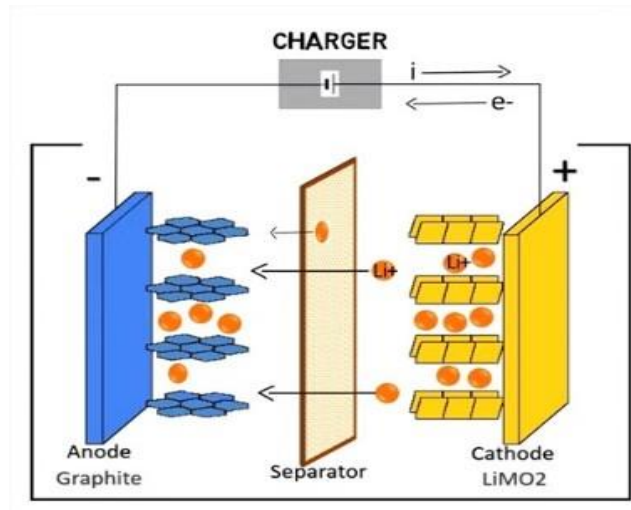 CHARGER
i
e-
-
+
Li+
Li+
Anode
Graphite
Separator
Cathode
LiMO2